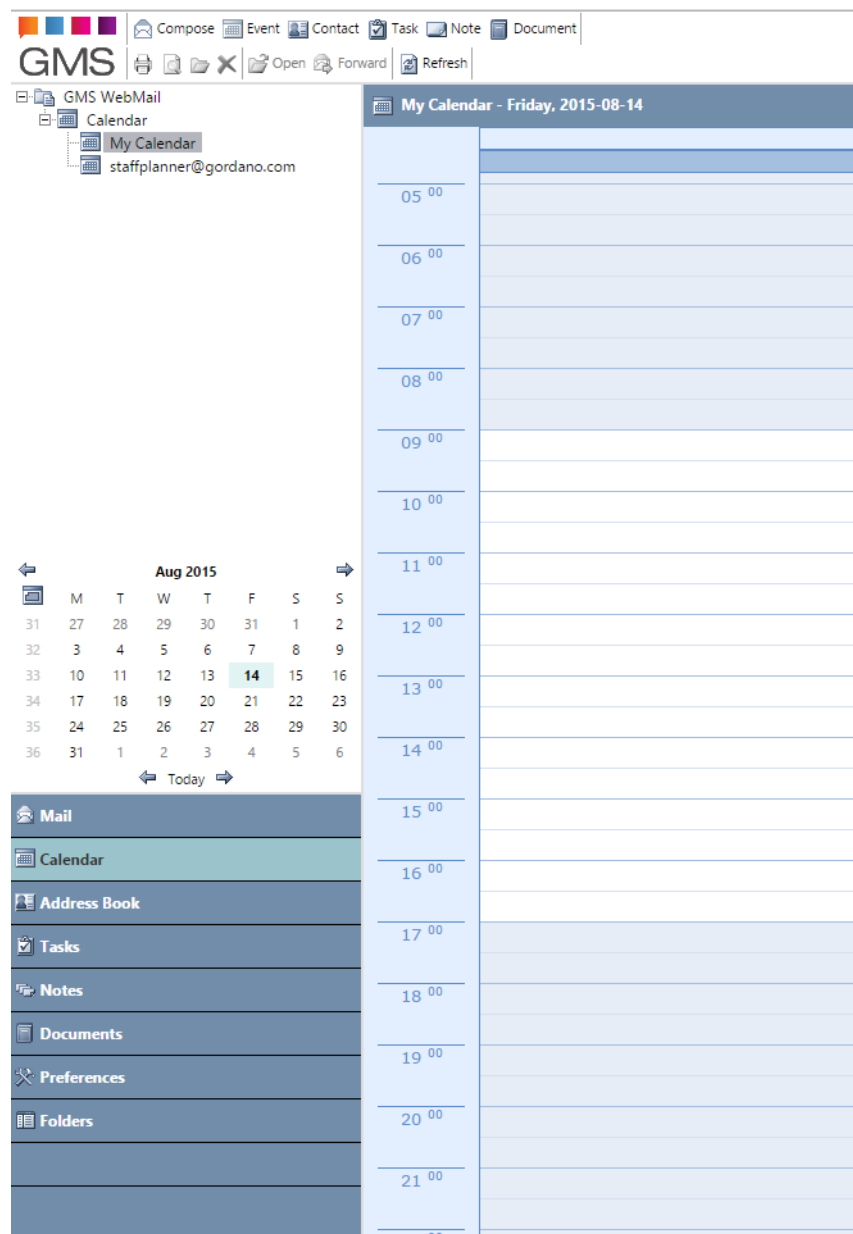 Compose Event Contact Task Note Document
GMS Open Forward Refresh
GMS WebMail
Calendar
My Calendar
staffplanner@gordano.com
Aug 2015
M T W T F S S
31 27 28 29 30 31 1 2
32 3 4 5 6 7 8 9
33 10 11 12 13 14 15 16
34 17 18 19 20 21 22 23
35 24 25 26 27 28 29 30
36 31 1 2 3 4 5 6
Today
Mail
Calendar
Address Book
Tasks
Notes
Documents
Preferences
Folders
My Calendar - Friday, 2015-08-14
05 00
06 00
07 00
08 00
09 00
10 00
11 00
12 00
13 00
14 00
15 00
16 00
17 00
18 00
19 00
20 00
21 00